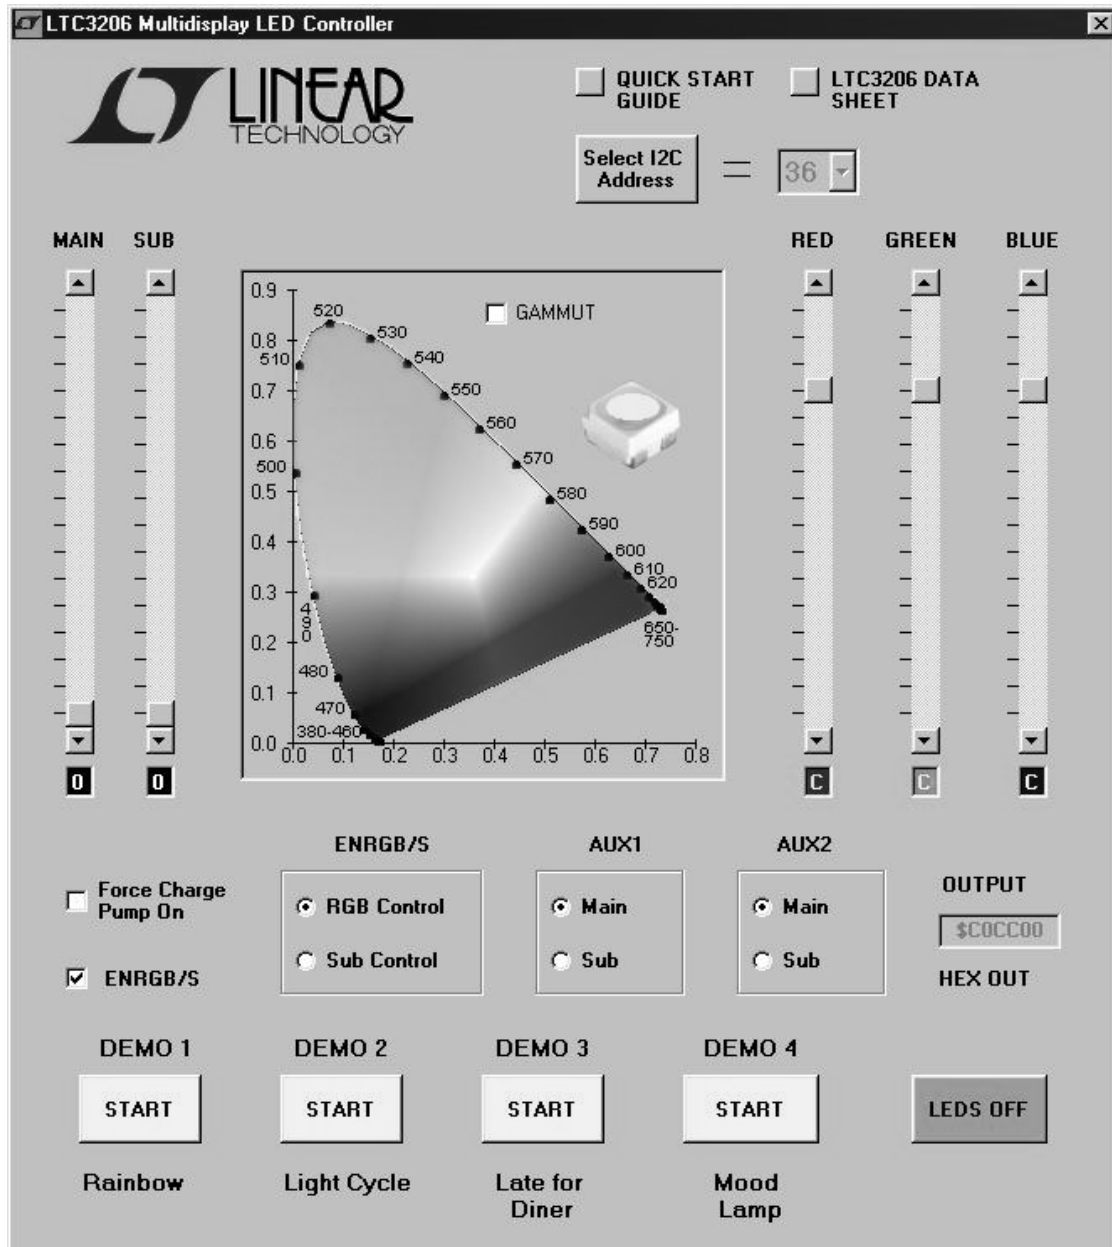 LTC3206 Multidisplay LED Controller
LINEAR
TECHNOLOGY
QUICK START
GUIDE
LTC3206 DATA
SHEET
Select I2C
Address
36
MAIN
SUB
RED
GREEN
BLUE
GAMMUT
0.9
0.8
0.7
0.6
0.5
0.4
0.3
0.2
0.1
0.0
520
530
510
540
550
560
570
500
580
590
600
610
620
490
650-
750
480
470
380-460
0.0 0.1 0.2 0.3 0.4 0.5 0.6 0.7 0.8
0
0
C
C
C
ENRGB/S
AUX1
AUX2
Force Charge
Pump On
RGB Control
Main
Main
OUTPUT
$C0CC00
ENRGB/S
Sub Control
Sub
Sub
HEX OUT
DEMO 1
DEMO 2
DEMO 3
DEMO 4
START
START
START
START
LEDS OFF
Rainbow
Light Cycle
Late for
Diner
Mood
Lamp